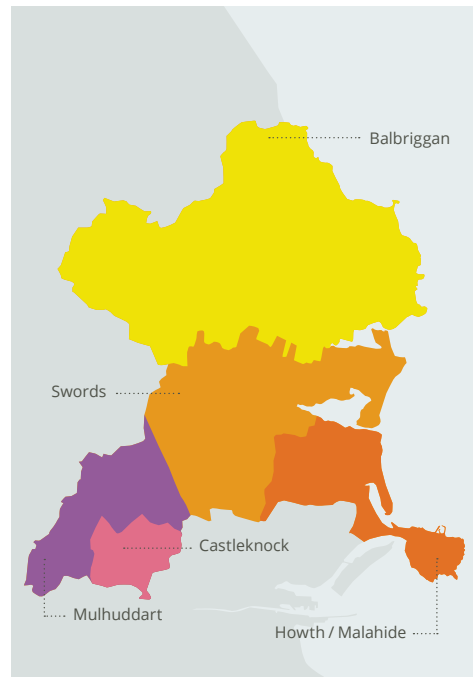 Balbriggan
Swords
Castleknock
Mulhuddart
Howth / Malahide